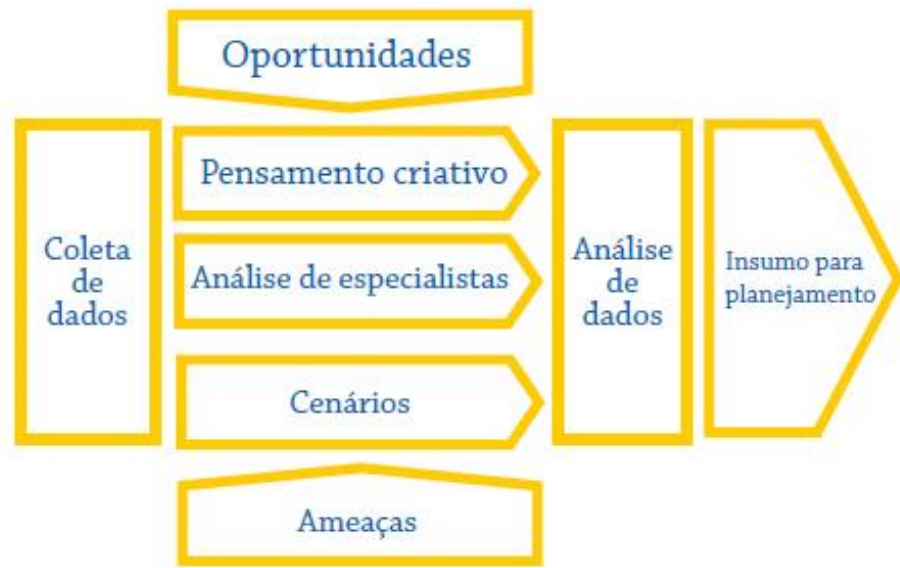 Oportunidades
Coleta
de
dados
Pensamento criativo
Análise de especialistas
Cenários
Ameaças
Análise
de
dados
Insumo para
planejamento